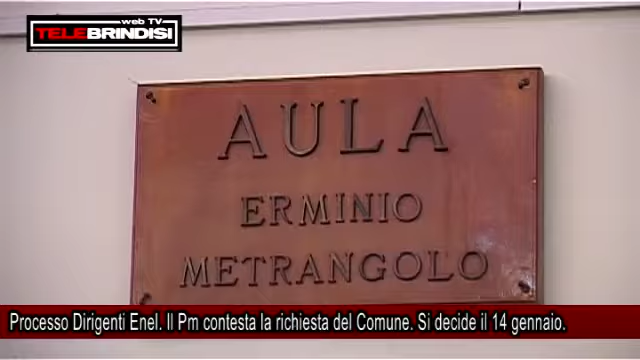 web TV
TELEBRINDISI
AULA
ERMINIO
METRANGOLO
Processo Dirigenti Enel. Il Pm contesta la richiesta del Comune. Si decide il 14 gennaio.